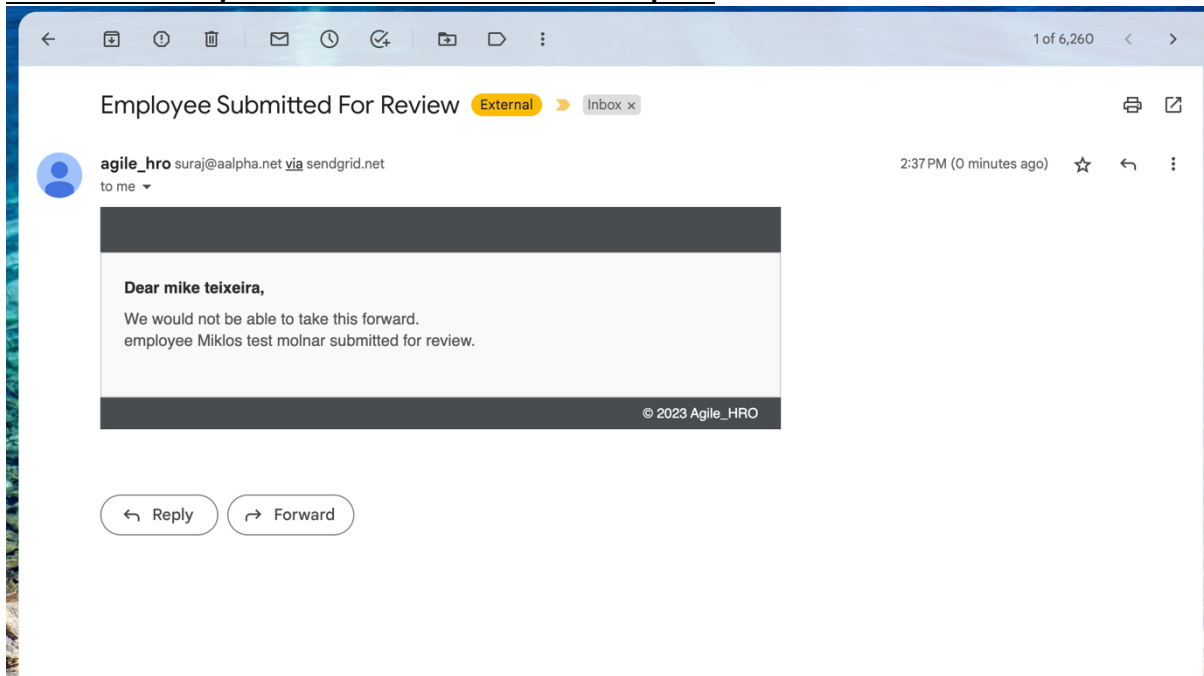 1 of 6,260
Employee Submitted For Review External Inbox x
agile_hro suraj@aalpha.net via sendgrid.net 2:37 PM (0 minutes ago)
to me
Dear mike teixeira,
We would not be able to take this forward.
employee Miklos test molnar submitted for review.
© 2023 Agile_HRO
Reply Forward